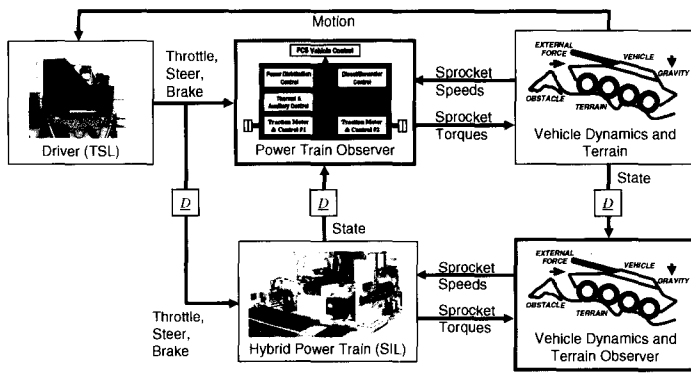 Motion
Throttle,
Steer,
Brake
Driver (TSL)
FCS Vehicle Control
Power Distribution
Control
Thermal &
Auxiliary Control
Traction Motor
& Control #1
Traction Motor
& Control #2
Power Train Observer
Sprocket
Speeds
Sprocket
Torques
EXTERNAL
FORCE
VEHICLE
GRAVITY
OBSTACLE
TERRAIN
Vehicle Dynamics and
Terrain
State
D
D
D
State
Throttle,
Steer,
Brake
Hybrid Power Train (SIL)
Sprocket
Speeds
Sprocket
Torques
EXTERNAL
FORCE
VEHICLE
GRAVITY
OBSTACLE
TERRAIN
Vehicle Dynamics and
Terrain Observer